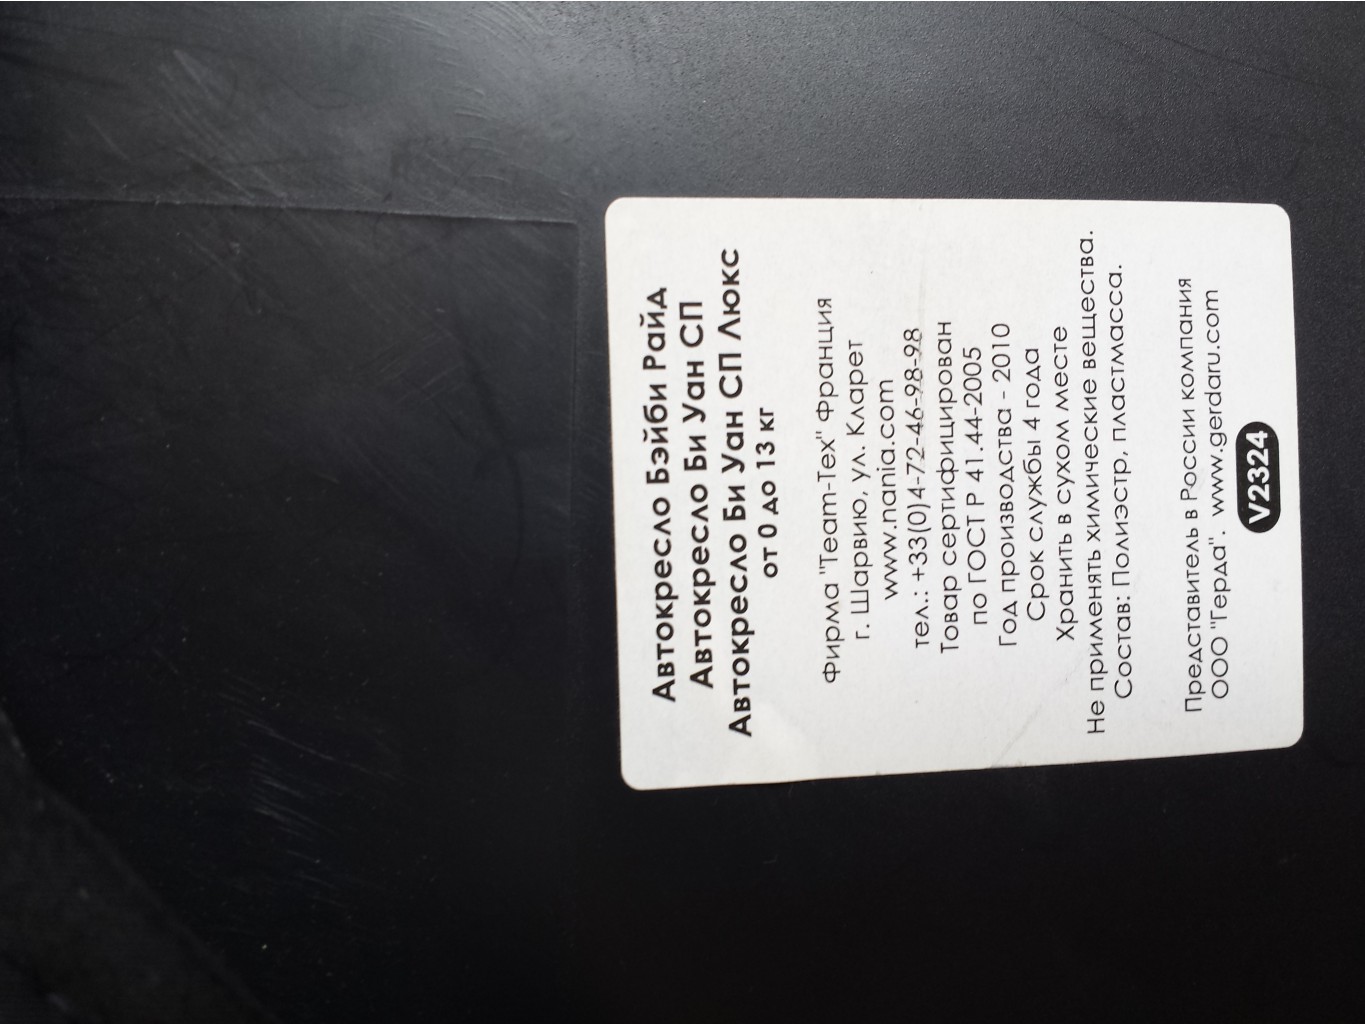 Автокресло Бэйби Райд
Автокресло Би Уан СП
Автокресло Би Уан СП Люкс
от 0 до 13 кг
Фирма "Теам-Тех" Франция
г. Шарвию, ул. Кларет
www.nania.com
тел.: +33(0)4-72-46-98-98
Товар сертифицирован
по ГОСТ Р 41.44-2005
Год производства - 2010
Срок службы 4 года
Хранить в сухом месте
Не применять химические вещества.
Состав: Полиэстр, пластмасса.
Представитель в России компания
ООО "Герда". www.gerdaru.com
V2324